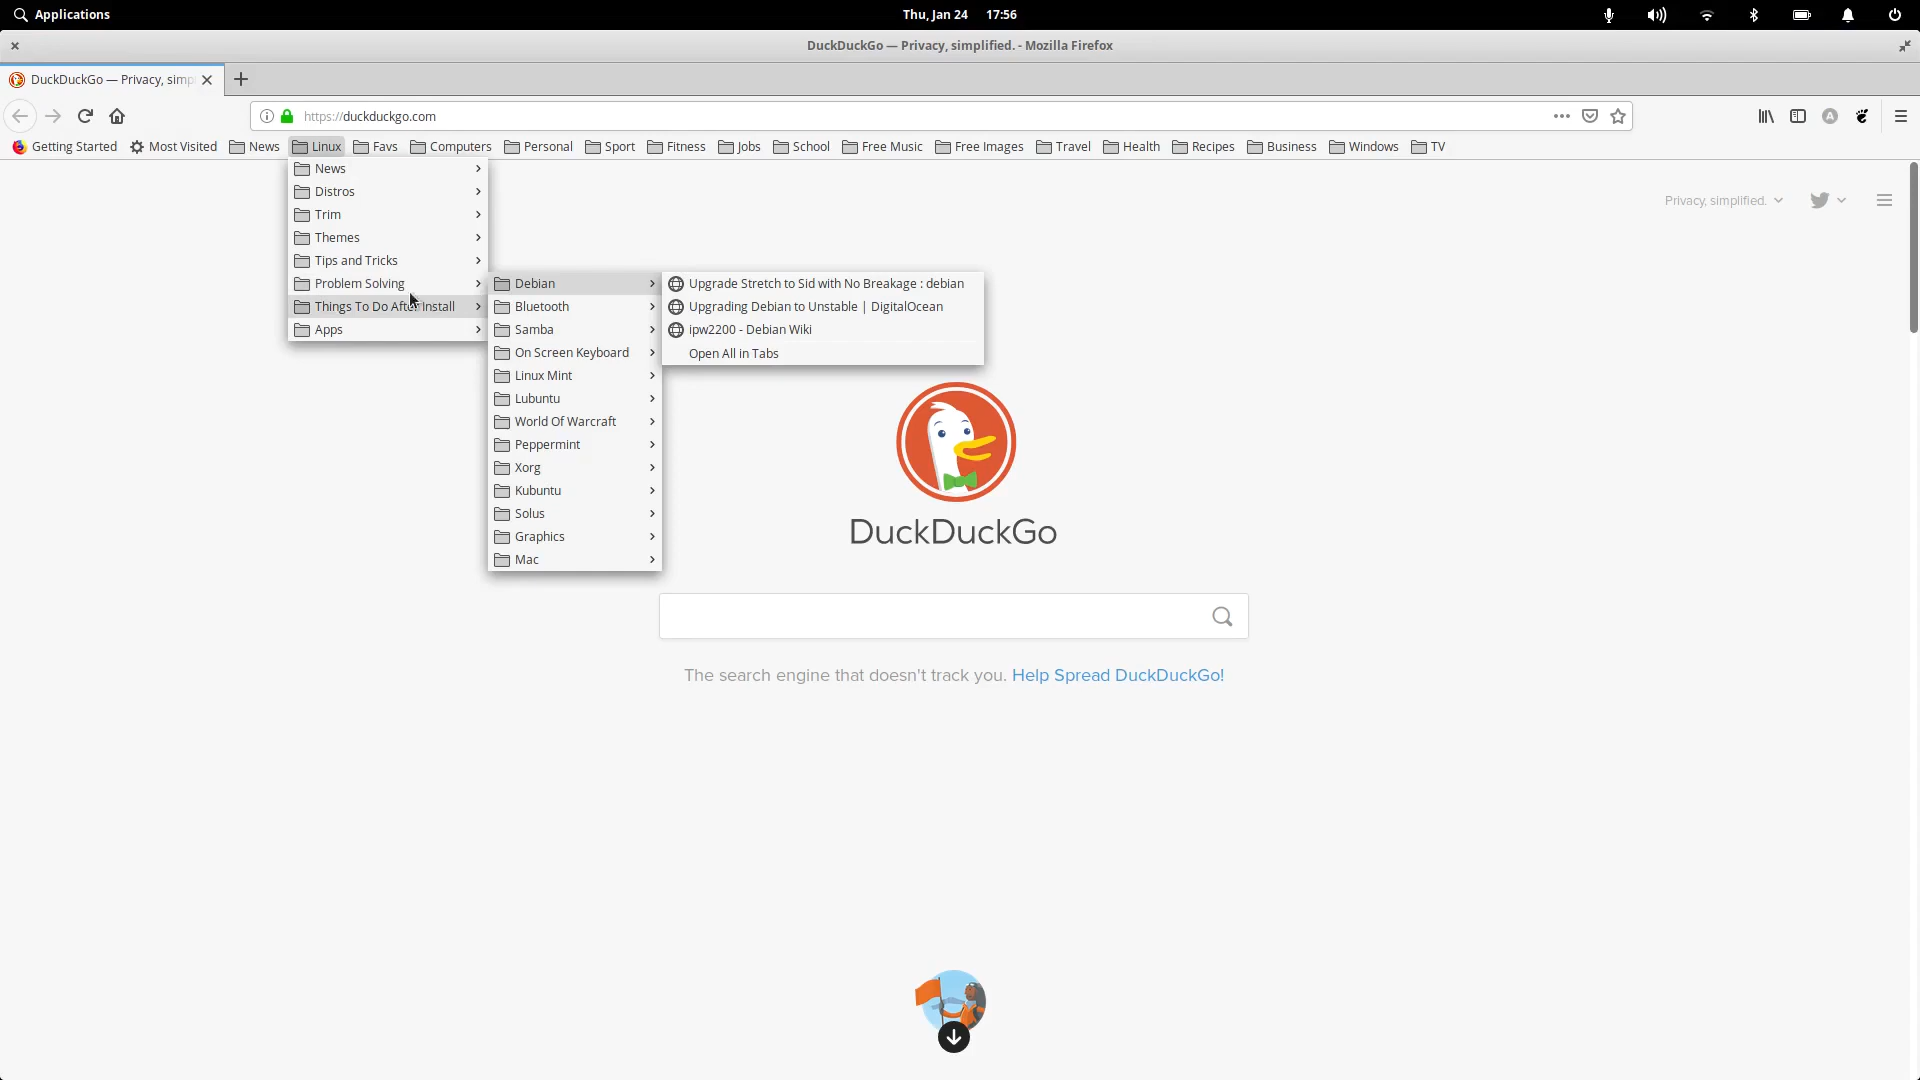 Applications
Thu, Jan 24 17:56
DuckDuckGo — Privacy, simplified. - Mozilla Firefox
DuckDuckGo — Privacy, simp
https://duckduckgo.com
Getting Started Most Visited News Linux Favs Computers Personal Sport Fitness Jobs School Free Music Free Images Travel Health Recipes Business Windows TV
News
Distros
Trim
Themes
Tips and Tricks
Problem Solving
Things To Do After Install
Apps
Debian
Bluetooth
Samba
On Screen Keyboard
Linux Mint
Lubuntu
World Of Warcraft
Peppermint
Xorg
Kubuntu
Solus
Graphics
Mac
Upgrade Stretch to Sid with No Breakage : debian
Upgrading Debian to Unstable | DigitalOcean
ipw2200 - Debian Wiki
Open All in Tabs
Privacy, simplified.
DuckDuckGo
The search engine that doesn't track you. Help Spread DuckDuckGo!